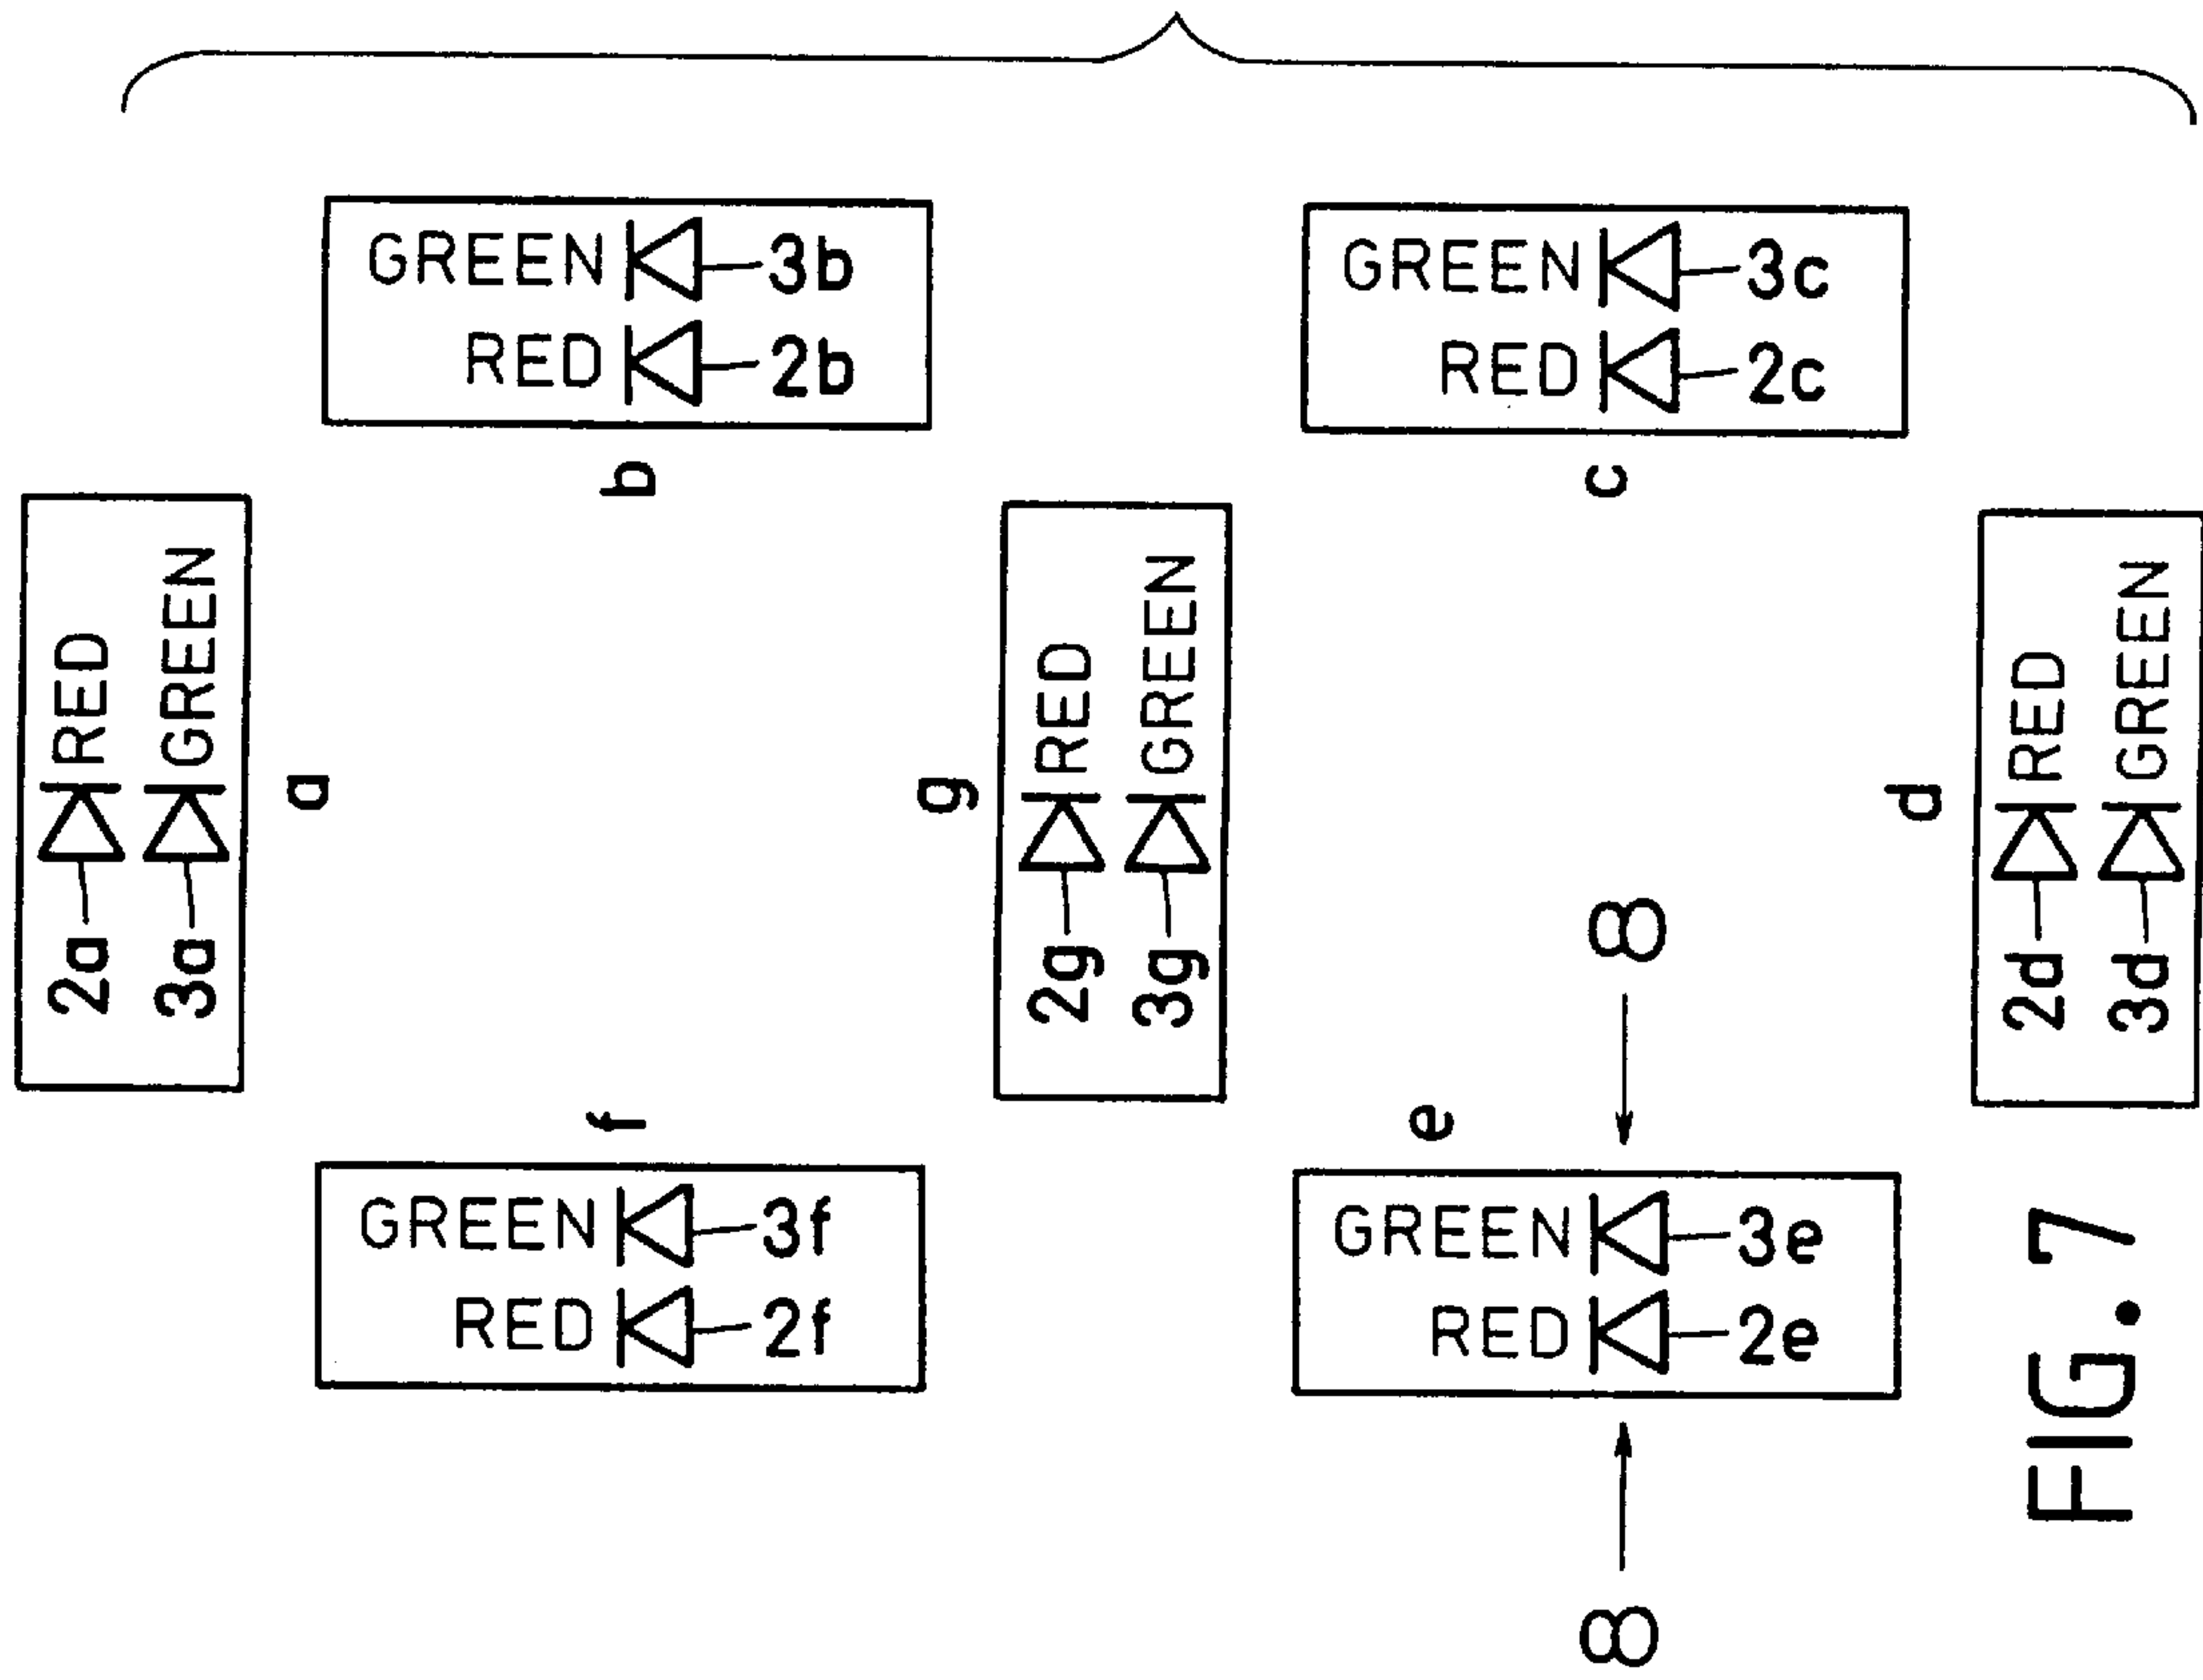 2a RED
3a GREEN
a
GREEN 3b
RED 2b
b
f
GREEN 3f
RED 2f
g
2g RED
3g GREEN
GREEN 3c
RED 2c
c
e
8
GREEN 3e
RED 2e
8
d
2d RED
3d GREEN
FIG. 7